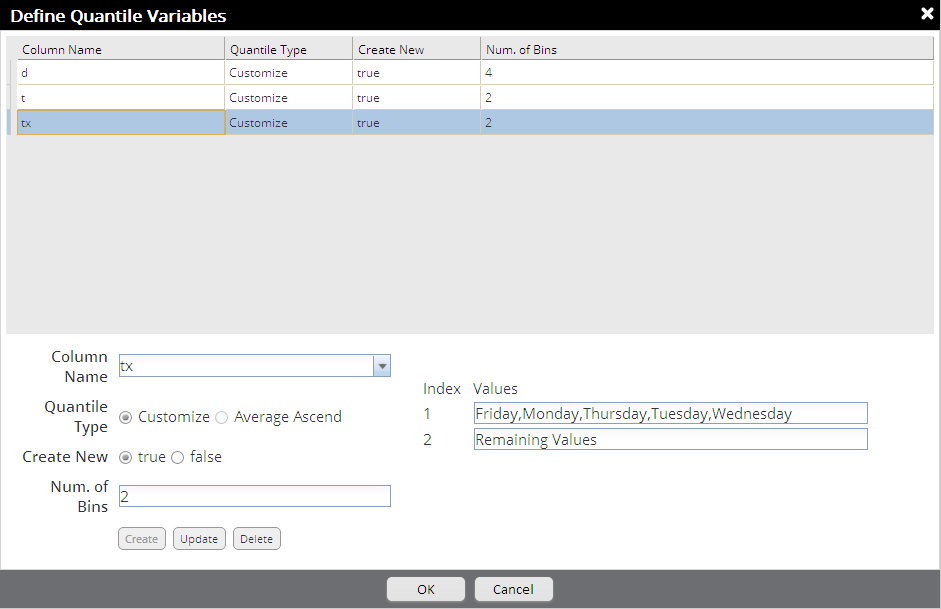 Define Quantile Variables
Column Name Quantile Type Create New Num. of Bins
d Customize true 4
t Customize true 2
tx Customize true 2
Column Name tx
Quantile Type Customize Average Ascend
Create New true false
Num. of Bins 2
Create Update Delete
Index Values
1 Friday,Monday,Thursday,Tuesday,Wednesday
2 Remaining Values
OK Cancel